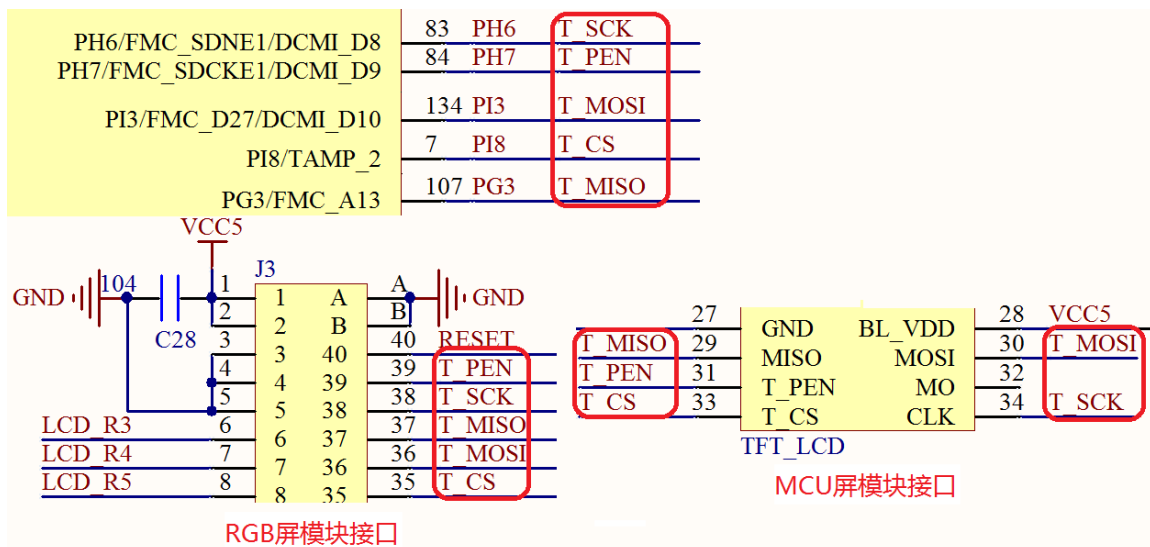 PH6/FMC_SDNE1/DCMI_D8 83 PH6 T_SCK
PH7/FMC_SDCKE1/DCMI_D9 84 PH7 T_PEN
PI3/FMC_D27/DCMI_D10 134 PI3 T_MOSI
PI8/TAMP_2 7 PI8 T_CS
PG3/FMC_A13 107 PG3 T_MISO
VCC5
J3
GND 104 1 1 A A GND
C28 2 2 B B
3 3 40 40 RESET
4 4 39 39 T_PEN
5 5 38 38 T_SCK
LCD_R3 6 6 37 37 T_MISO
LCD_R4 7 7 36 36 T_MOSI
LCD_R5 8 8 35 35 T_CS
RGB屏模块接口
27 GND BL_VDD 28 VCC5
T_MISO 29 MISO MOSI 30 T_MOSI
T_PEN 31 T_PEN MO 32
T_CS 33 T_CS CLK 34 T_SCK
TFT_LCD
MCU屏模块接口